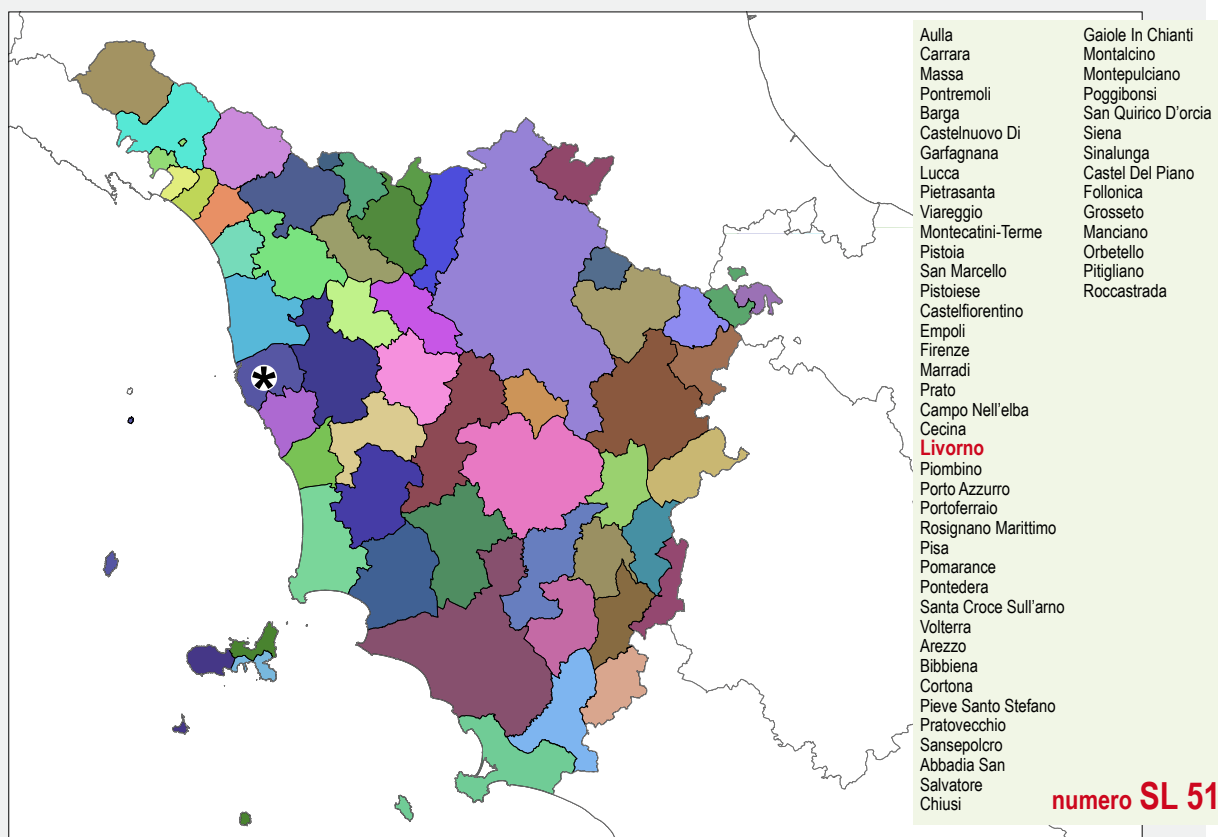 Aulla
Carrara
Massa
Pontremoli
Barga
Castelnuovo Di
Garfagnana
Lucca
Pietrasanta
Viareggio
Montecatini-Terme
Pistoia
San Marcello
Pistoiese
Castelfiorentino
Empoli
Firenze
Marradi
Prato
Campo Nell'elba
Cecina
Livorno
Piombino
Porto Azzurro
Portoferraio
Rosignano Marittimo
Pisa
Pomarance
Pontedera
Santa Croce Sull'arno
Volterra
Arezzo
Bibbiena
Cortona
Pieve Santo Stefano
Pratovecchio
Sansepolcro
Abbadia San
Salvatore
Chiusi
Gaiole In Chianti
Montalcino
Montepulciano
Poggibonsi
San Quirico D'orcia
Siena
Sinalunga
Castel Del Piano
Follonica
Grosseto
Manciano
Orbetello
Pitigliano
Roccastrada
numero SL 51